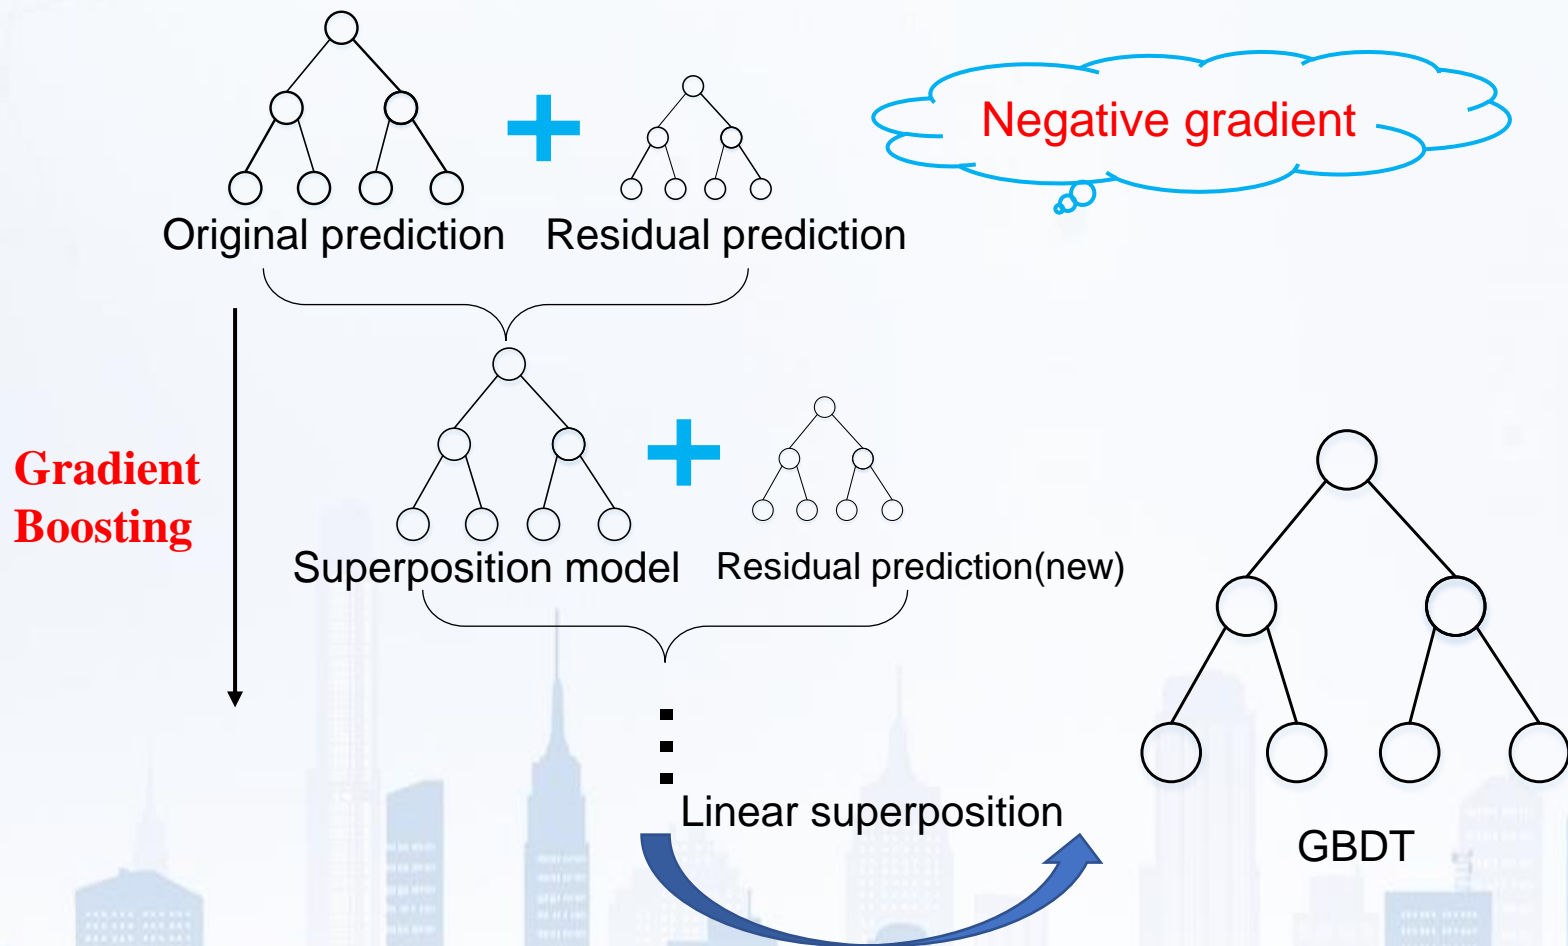 Negative gradient
Original prediction
Residual prediction
Gradient
Boosting
Superposition model
Residual prediction(new)
Linear superposition
GBDT